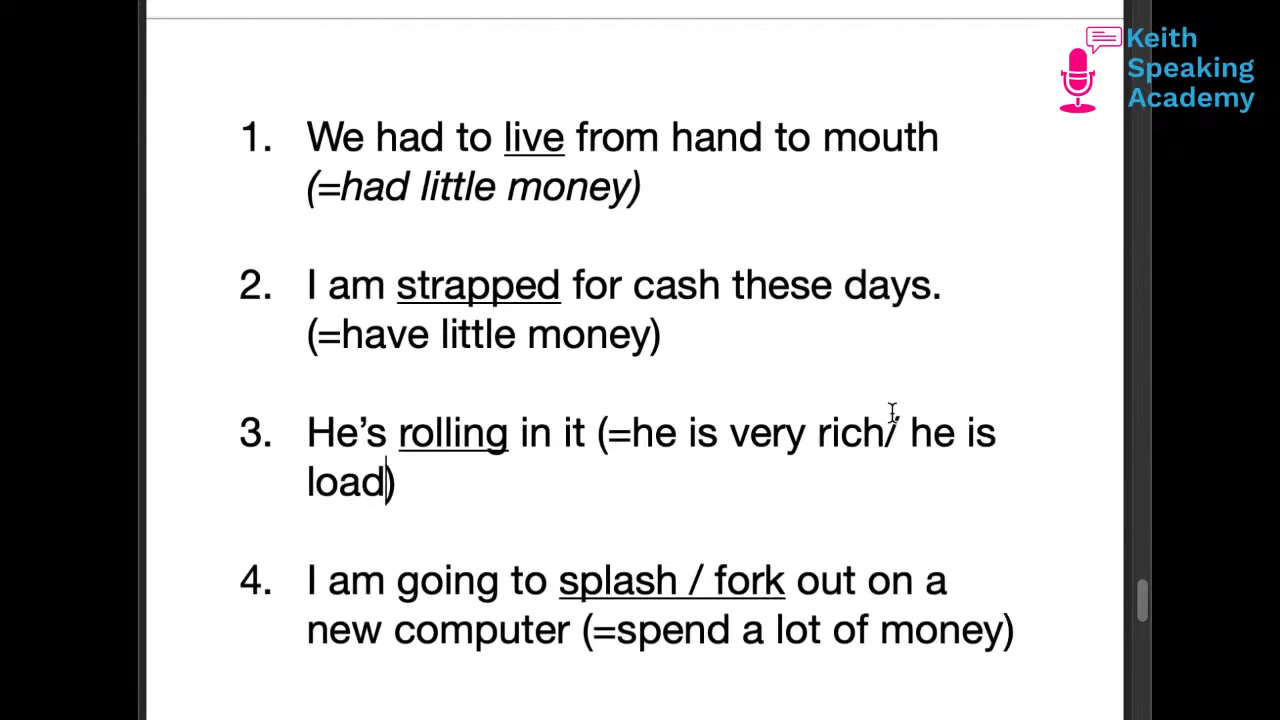 Keith
Speaking
Academy
1. We had to live from hand to mouth
(=had little money)
2. I am strapped for cash these days.
(=have little money)
3. He’s rolling in it (=he is very rich/ he is
load)
4. I am going to splash / fork out on a
new computer (=spend a lot of money)